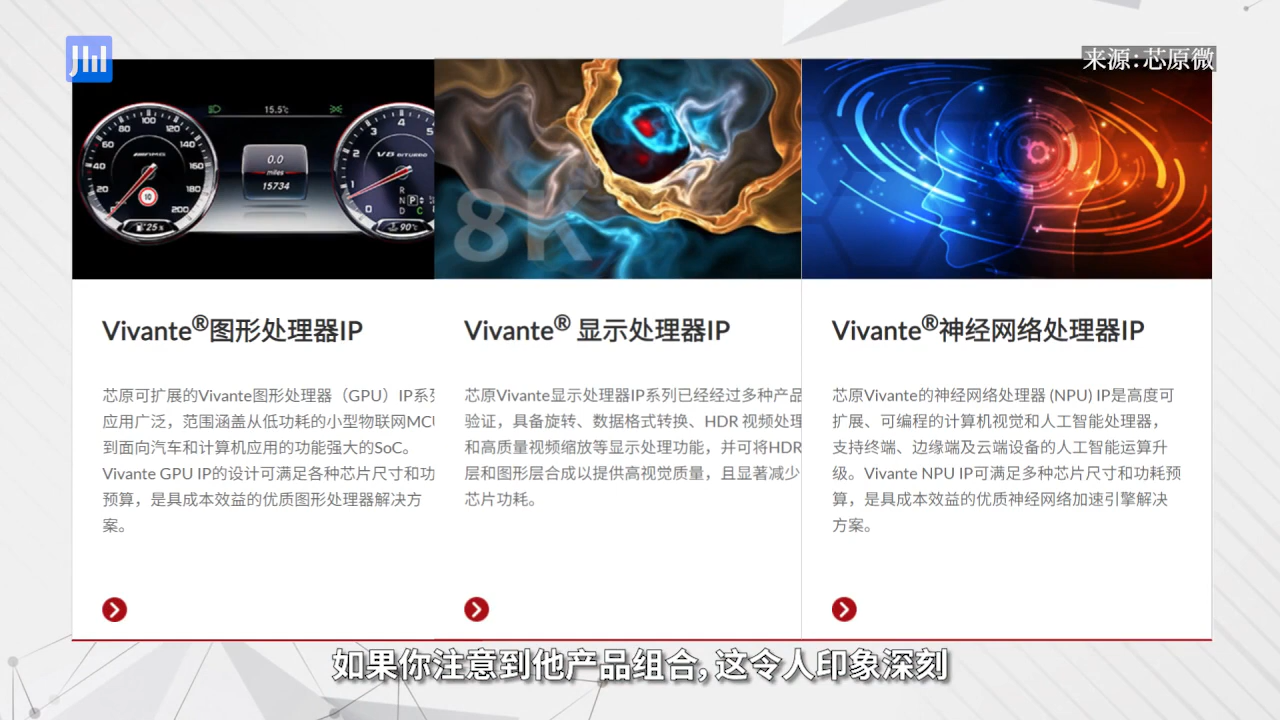 来源:芯原微
15.5°c
8K
Vivante®图形处理器IP
芯原可扩展的Vivante图形处理器（GPU）IP系列
应用广泛，范围涵盖从低功耗的小型物联网MCU
到面向汽车和计算机应用的功能强大的SoC。
Vivante GPU IP的设计可满足各种芯片尺寸和功
预算，是具成本效益的优质图形处理器解决方
案。
Vivante® 显示处理器IP
芯原Vivante显示处理器IP系列已经经过多种产品
验证，具备旋转、数据格式转换、HDR 视频处理
和高质量视频缩放等显示处理功能，并可将HDR
层和图形层合成以提供高视觉质量，且显著减少
芯片功耗。
Vivante®神经网络处理器IP
芯原Vivante的神经网络处理器 (NPU) IP是高度可
扩展、可编程的计算机视觉和人工智能处理器，
支持终端、边缘端及云端设备的人工智能运算升
级。Vivante NPU IP可满足多种芯片尺寸和功耗预
算，是具成本效益的优质神经网络加速引擎解决
方案。
如果你注意到他产品组合，这令人印象深刻